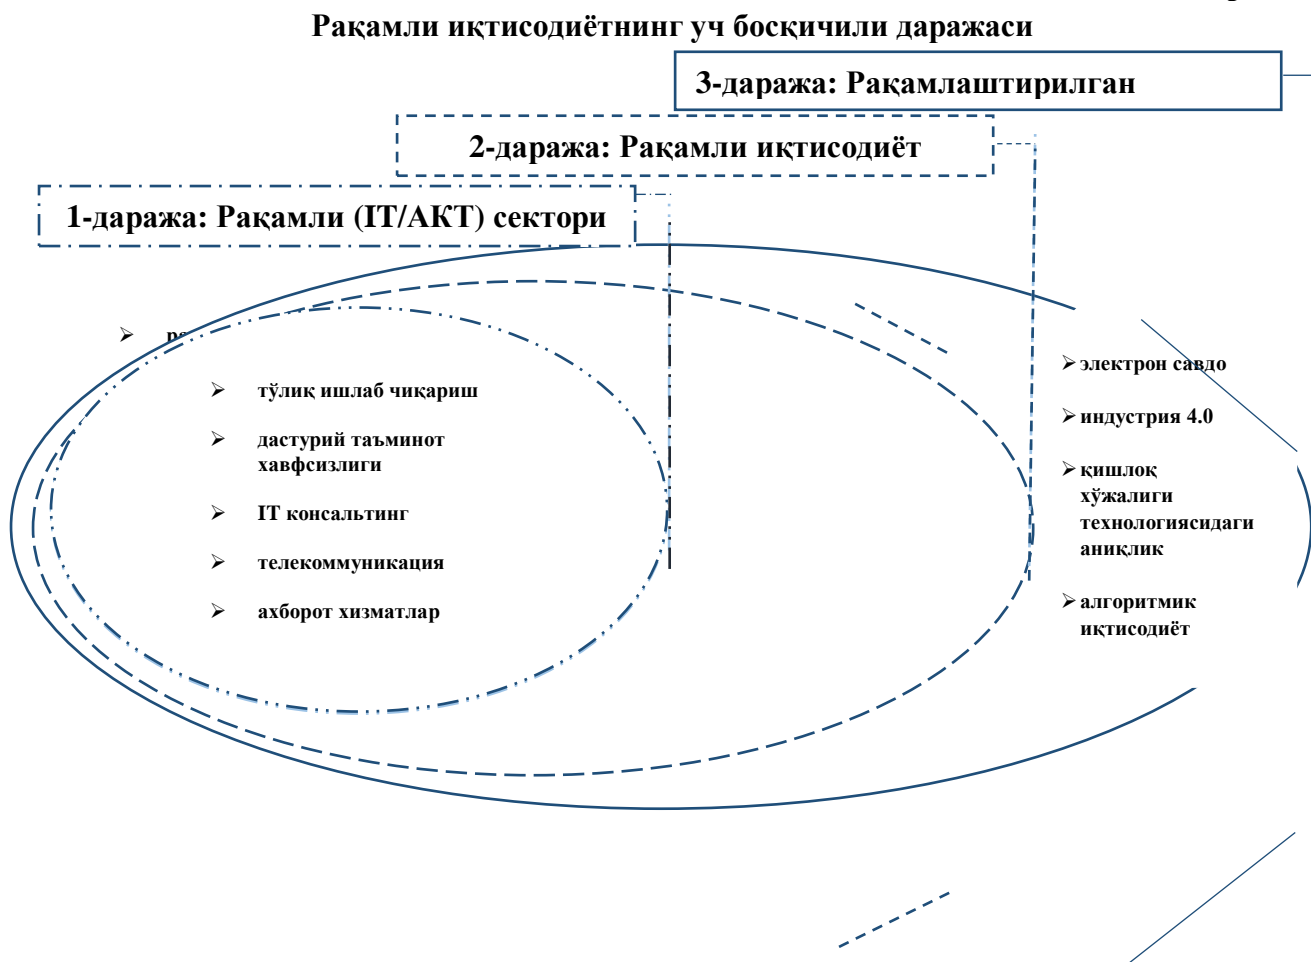 Рақамли иқтисодиётнинг уч босқичили даражаси
3-даража: Рақамлаштирилган
2-даража: Рақамли иқтисодиёт
1-даража: Рақамли (IT/АКТ) сектори
➢ тўлиқ ишлаб чиқариш
➢ дастурий таъминот
хавфсизлиги
➢ IT консальтинг
➢ телекоммуникация
➢ ахборот хизматлар
➢ электрон савдо
➢ индустрия 4.0
➢ қишлоқ
хўжалиги
технологиясидаги
аниқлик
➢ алгоритмик
иқтисодиёт